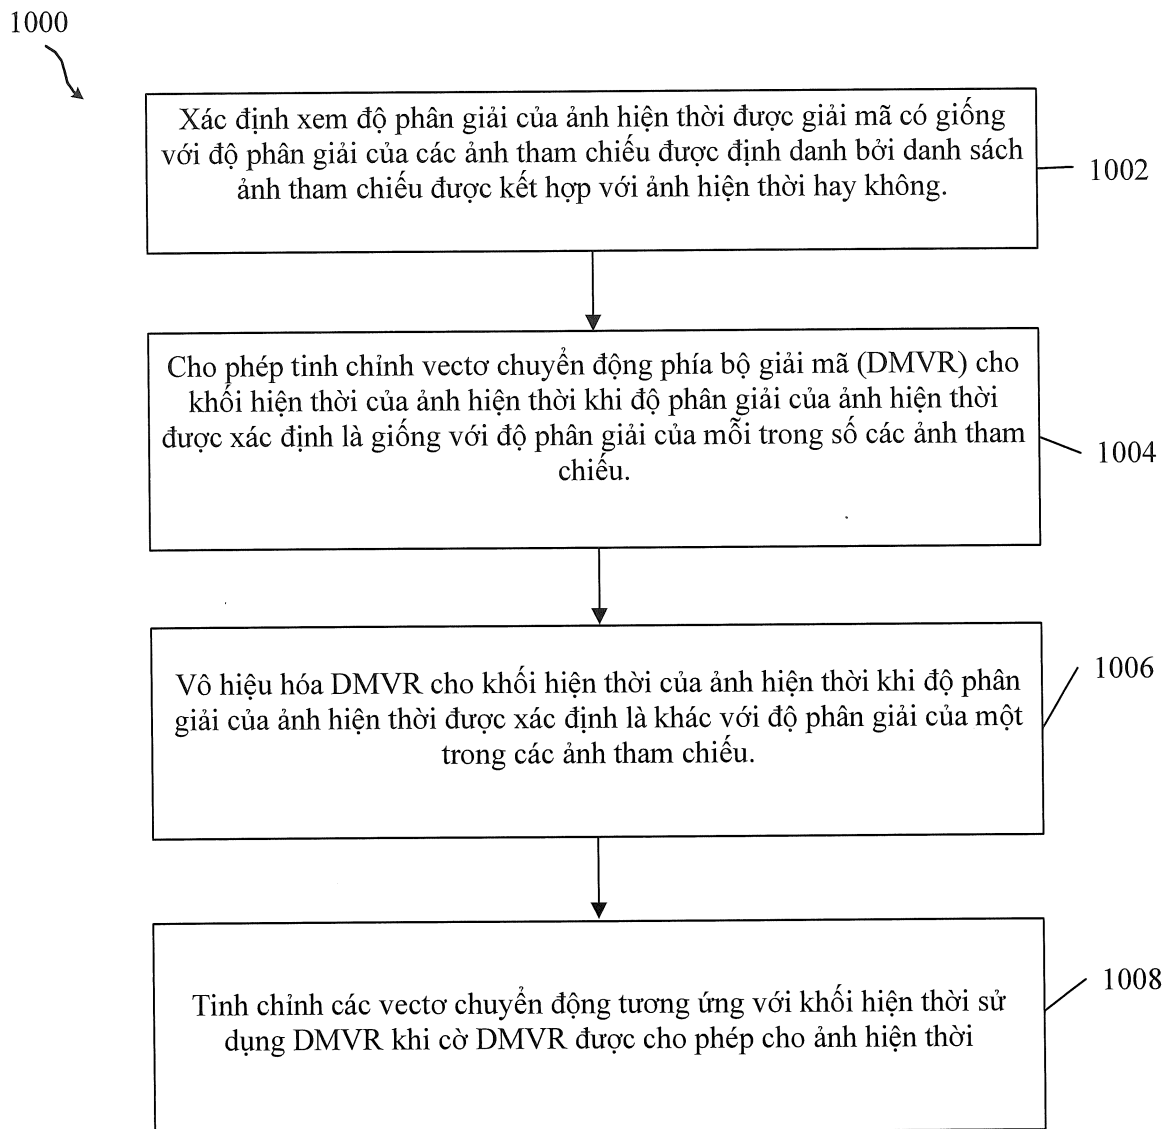 1000
Xác định xem độ phân giải của ảnh hiện thời được giải mã có giống
với độ phân giải của các ảnh tham chiếu được định danh bởi danh sách
ảnh tham chiếu được kết hợp với ảnh hiện thời hay không.
1002
Cho phép tinh chỉnh vectơ chuyển động phía bộ giải mã (DMVR) cho
khối hiện thời của ảnh hiện thời khi độ phân giải của ảnh hiện thời
được xác định là giống với độ phân giải của mỗi trong số các ảnh tham
chiếu.
1004
Vô hiệu hóa DMVR cho khối hiện thời của ảnh hiện thời khi độ phân
giải của ảnh hiện thời được xác định là khác với độ phân giải của một
trong các ảnh tham chiếu.
1006
Tinh chỉnh các vectơ chuyển động tương ứng với khối hiện thời sử
dụng DMVR khi cờ DMVR được cho phép cho ảnh hiện thời
1008